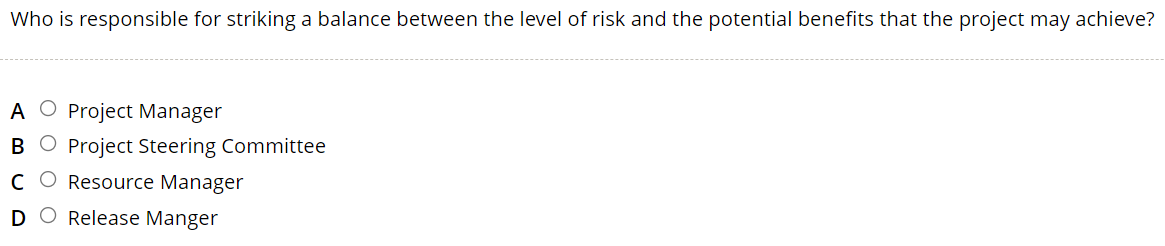 Who is responsible for striking a balance between the level of risk and the potential benefits that the project may achieve?
A Project Manager
B Project Steering Committee
C Resource Manager
D Release Manger